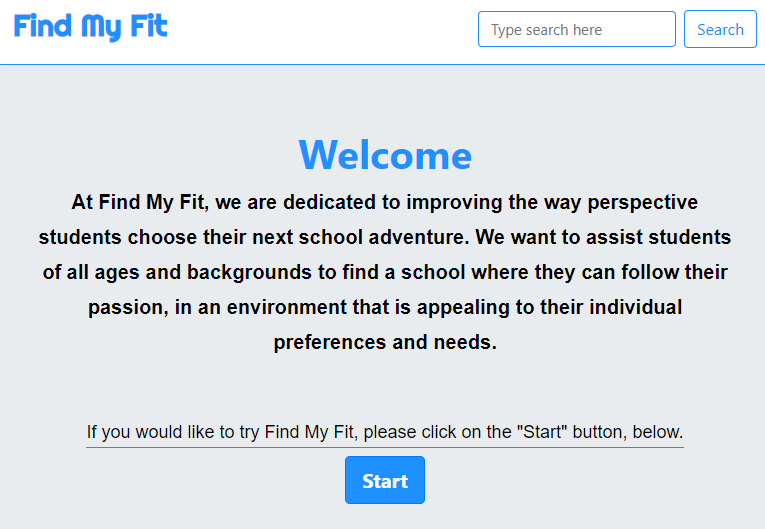 Find My Fit
Type search here
Search
Welcome
At Find My Fit, we are dedicated to improving the way perspective
students choose their next school adventure. We want to assist students
of all ages and backgrounds to find a school where they can follow their
passion, in an environment that is appealing to their individual
preferences and needs.
If you would like to try Find My Fit, please click on the "Start" button, below.
Start